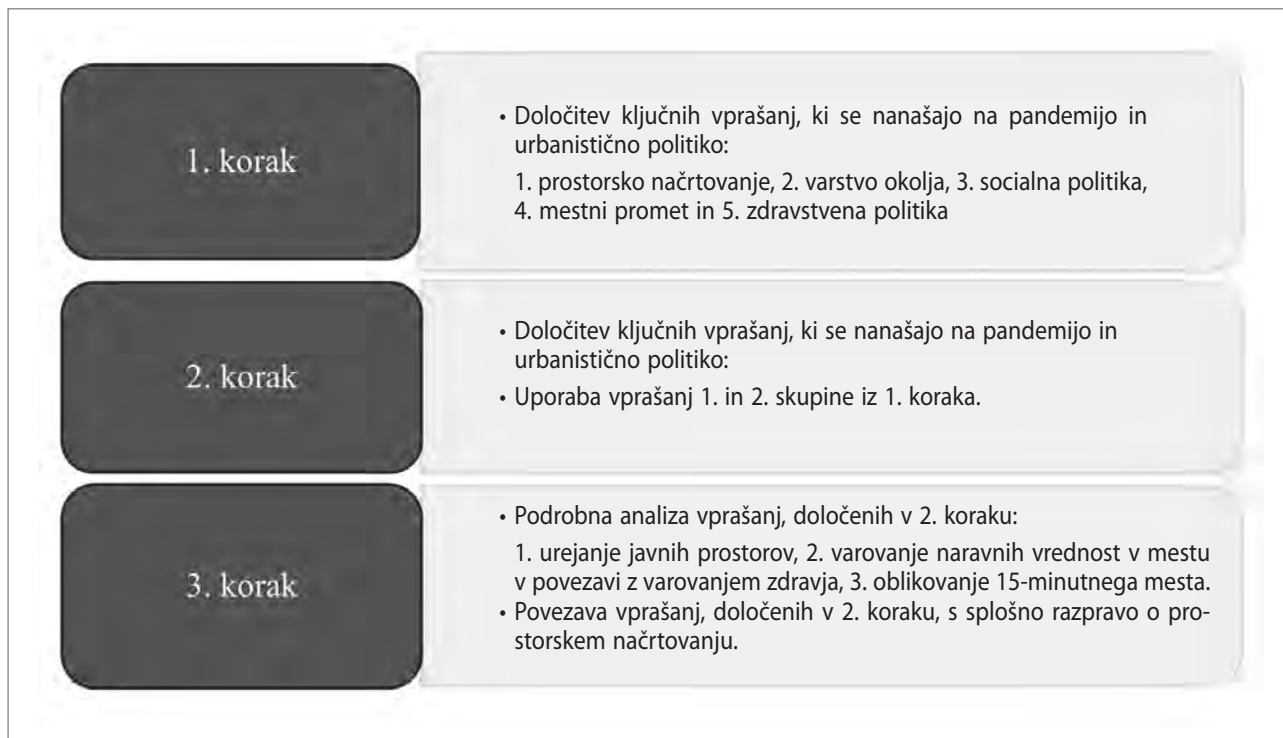 1. korak
• Določitev ključnih vprašanj, ki se nanašajo na pandemijo in
urbanistično politiko:
1. prostorsko načrtovanje, 2. varstvo okolja, 3. socialna politika,
4. mestni promet in 5. zdravstvena politika
2. korak
• Določitev ključnih vprašanj, ki se nanašajo na pandemijo in
urbanistično politiko:
• Uporaba vprašanj 1. in 2. skupine iz 1. koraka.
3. korak
• Podrobna analiza vprašanj, določenih v 2. koraku:
1. urejanje javnih prostorov, 2. varovanje naravnih vrednost v mestu
v povezavi z varovanjem zdravja, 3. oblikovanje 15-minutnega mesta.
• Povezava vprašanj, določenih v 2. koraku, s splošno razpravo o pro-
storskem načrtovanju.